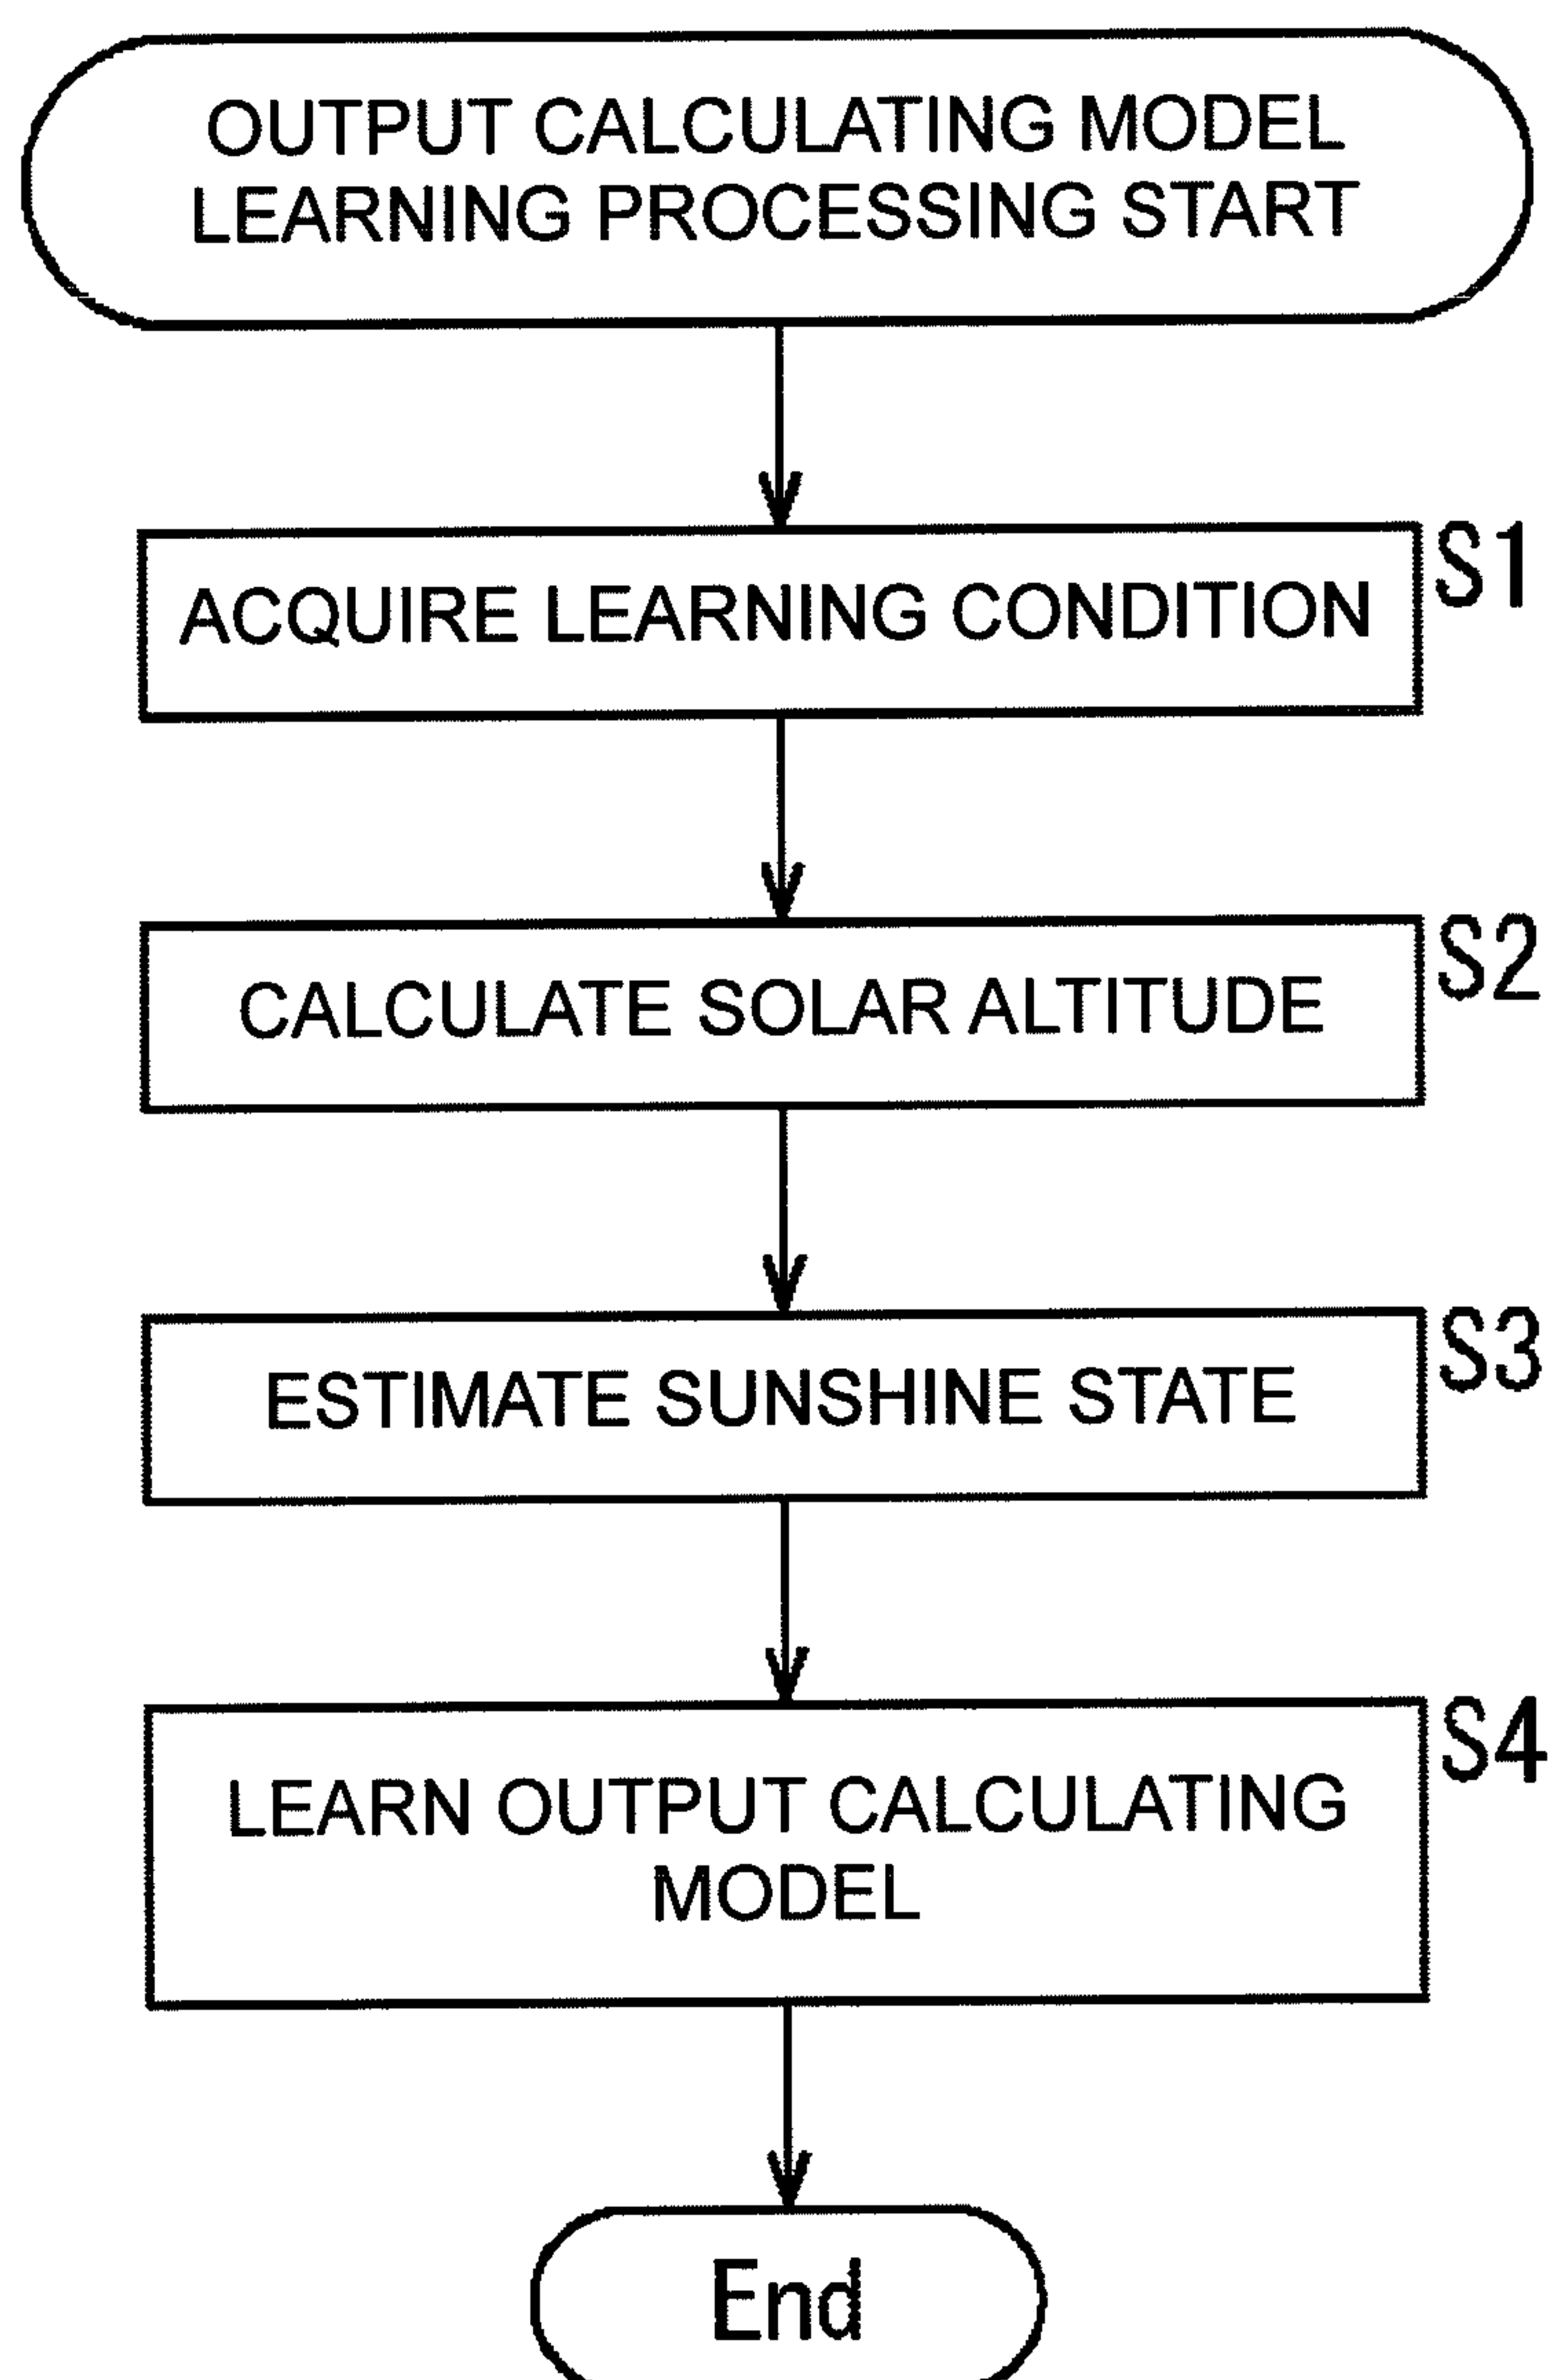 OUTPUT CALCULATING MODEL
LEARNING PROCESSING START
S1
ACQUIRE LEARNING CONDITION
S2
CALCULATE SOLAR ALTITUDE
S3
ESTIMATE SUNSHINE STATE
S4
LEARN OUTPUT CALCULATING
MODEL
End